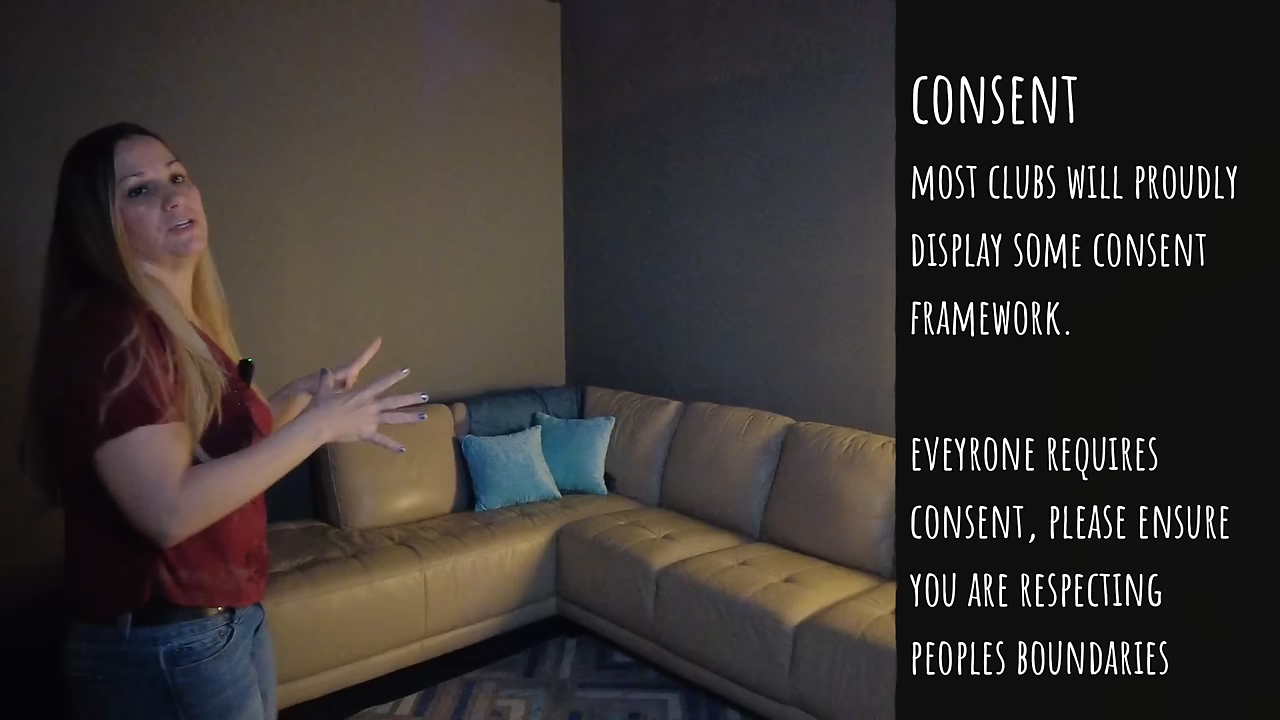 CONSENT
MOST CLUBS WILL PROUDLY
DISPLAY SOME CONSENT
FRAMEWORK.
EVEYRONE REQUIRES
CONSENT, PLEASE ENSURE
YOU ARE RESPECTING
PEOPLES BOUNDARIES